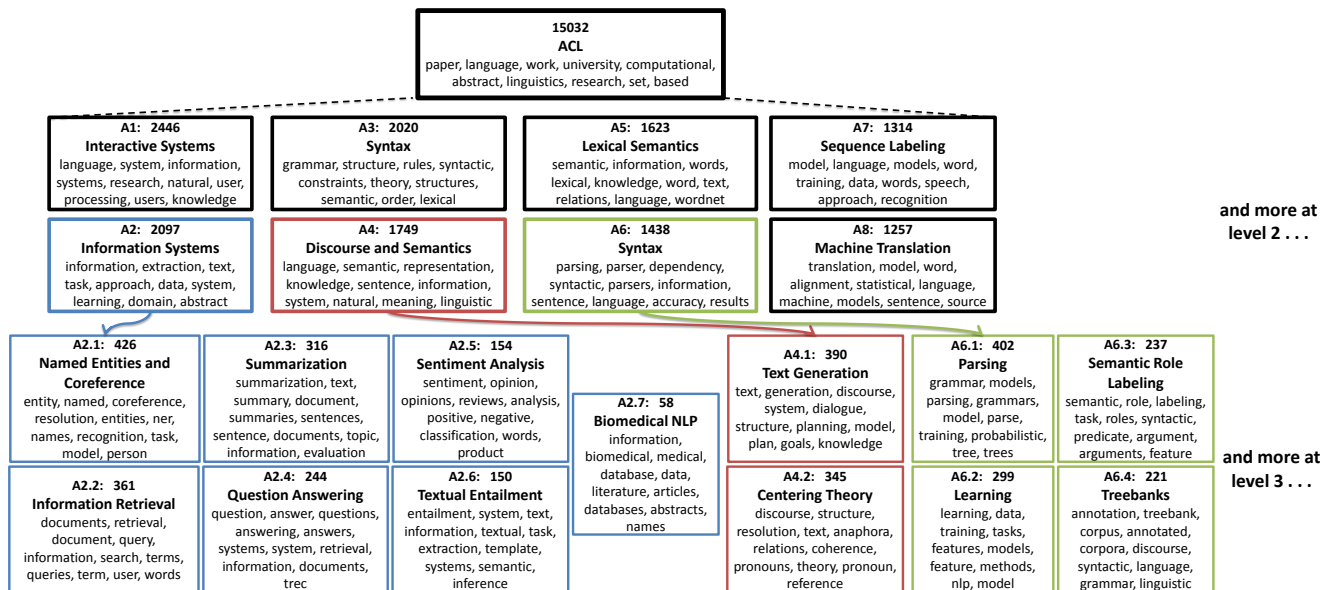 15032
ACL
paper, language, work, university, computational,
abstract, linguistics, research, set, based
A1: 2446
Interactive Systems
language, system, information,
systems, research, natural, user,
processing, users, knowledge
A3: 2020
Syntax
grammar, structure, rules, syntactic,
constraints, theory, structures,
semantic, order, lexical
A5: 1623
Lexical Semantics
semantic, information, words,
lexical, knowledge, word, text,
relations, language, wordnet
A7: 1314
Sequence Labeling
model, language, models, word,
training, data, words, speech,
approach, recognition
A2: 2097
Information Systems
information, extraction, text,
task, approach, data, system,
learning, domain, abstract
A4: 1749
Discourse and Semantics
language, semantic, representation,
knowledge, sentence, information,
system, natural, meaning, linguistic
A6: 1438
Syntax
parsing, parser, dependency,
syntactic, parsers, information,
sentence, language, accuracy, results
A8: 1257
Machine Translation
translation, model, word,
alignment, statistical, language,
machine, models, sentence, source
and more at
level 2 . . .
A2.1: 426
Named Entities and
Coreference
entity, named, coreference,
resolution, entities, ner,
names, recognition, task,
model, person
A2.3: 316
Summarization
summarization, text,
summary, document,
summaries, sentences,
sentence, documents, topic,
information, evaluation
A2.5: 154
Sentiment Analysis
sentiment, opinion,
opinions, reviews, analysis,
positive, negative,
classification, words,
product
A2.7: 58
Biomedical NLP
information,
biomedical, medical,
database, data,
literature, articles,
databases, abstracts,
names
A4.1: 390
Text Generation
text, generation, discourse,
system, dialogue,
structure, planning, model,
plan, goals, knowledge
A6.1: 402
Parsing
grammar, models,
parsing, grammars,
model, parse,
training, probabilistic,
tree, trees
A6.3: 237
Semantic Role
Labeling
semantic, role, labeling,
task, roles, syntactic,
predicate, argument,
arguments, feature
A2.2: 361
Information Retrieval
documents, retrieval,
document, query,
information, search, terms,
queries, term, user, words
A2.4: 244
Question Answering
question, answer, questions,
answering, answers,
systems, system, retrieval,
information, documents,
trec
A2.6: 150
Textual Entailment
entailment, system, text,
information, textual, task,
extraction, template,
systems, semantic,
inference
A4.2: 345
Centering Theory
discourse, structure,
resolution, text, anaphora,
relations, coherence,
pronouns, theory, pronoun,
reference
A6.2: 299
Learning
learning, data,
training, tasks,
features, models,
feature, methods,
nlp, model
A6.4: 221
Treebanks
annotation, treebank,
corpus, annotated,
corpora, discourse,
syntactic, language,
grammar, linguistic
and more at
level 3 . . .